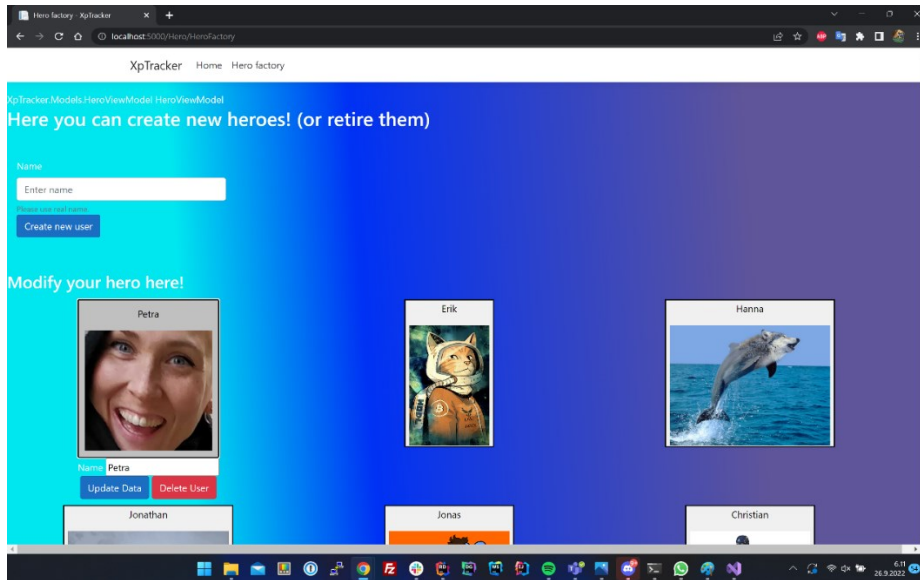 Hero factory - XpTracker
localhost:5000/Hero/HeroFactory
XpTracker Home Hero factory
XpTracker.Models.HeroViewModel HeroViewModel
Here you can create new heroes! (or retire them)
Name
Enter name
Please use real name
Create new user
Modify your hero here!
Petra
Erik
Hanna
Name Petra
Update Data Delete User
Jonathan
Jonas
Christian
6.11
26.9.2022